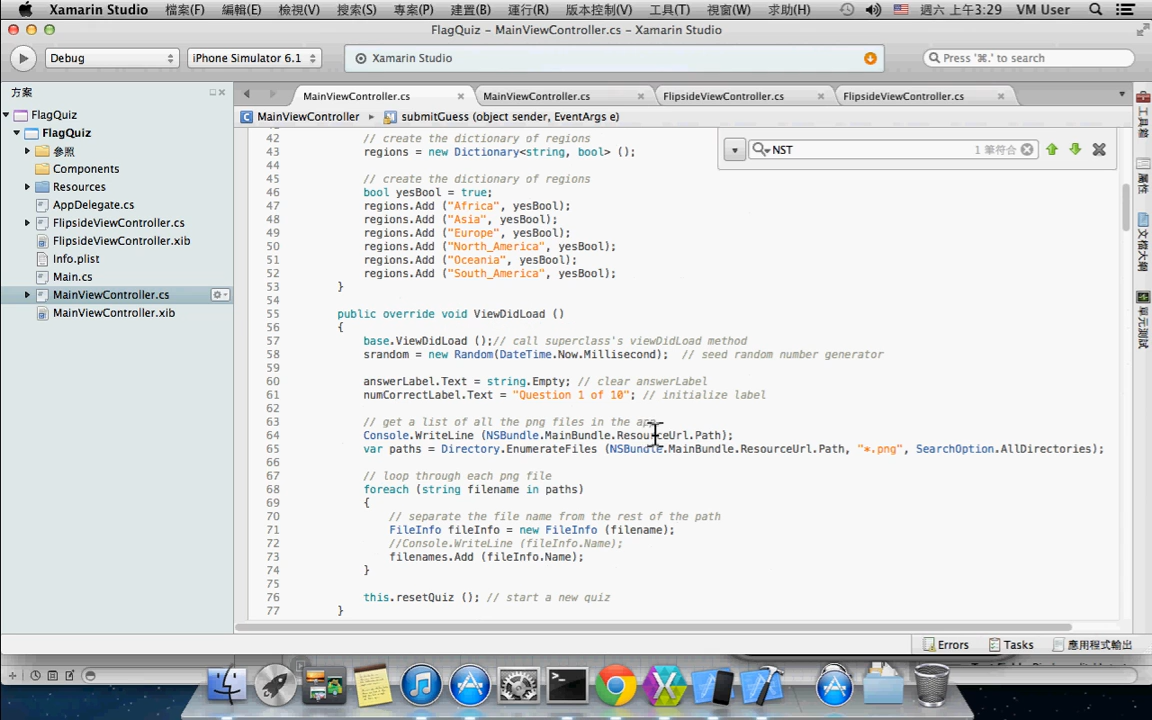 Xamarin Studio 檔案(F) 編輯(E) 檢視(V) 搜索(S) 專案(P) 建置(B) 運行(R) 版本控制(V) 工具(T) 視窗(W) 求助(H) 週六 上午3:29 VM User
FlagQuiz – MainViewController.cs – Xamarin Studio
Debug iPhone Simulator 6.1 Xamarin Studio Press '⌘.' to search
方案
FlagQuiz
FlagQuiz
參照
Components
Resources
AppDelegate.cs
FlipsideViewController.cs
FlipsideViewController.xib
Info.plist
Main.cs
MainViewController.cs
MainViewController.xib
MainViewController.cs MainViewController.cs FlipsideViewController.cs FlipsideViewController.cs
C MainViewController submitGuess (object sender, EventArgs e)
NST 1 筆符合
42 // create the dictionary of regions
43 regions = new Dictionary<string, bool> ();
44
45 // create the dictionary of regions
46 bool yesBool = true;
47 regions.Add ("Africa", yesBool);
48 regions.Add ("Asia", yesBool);
49 regions.Add ("Europe", yesBool);
50 regions.Add ("North_America", yesBool);
51 regions.Add ("Oceania", yesBool);
52 regions.Add ("South_America", yesBool);
53 }
54
55 public override void ViewDidLoad ()
56 {
57 base.ViewDidLoad ();// call superclass's viewDidLoad method
58 srandom = new Random(DateTime.Now.Millisecond); // seed random number generator
59
60 answerLabel.Text = string.Empty; // clear answerLabel
61 numCorrectLabel.Text = "Question 1 of 10"; // initialize label
62
63 // get a list of all the png files in the app
64 Console.WriteLine (NSBundle.MainBundle.ResourceUrl.Path);
65 var paths = Directory.EnumerateFiles (NSBundle.MainBundle.ResourceUrl.Path, "*.png", SearchOption.AllDirectories);
66
67 // loop through each png file
68 foreach (string filename in paths)
69 {
70 // separate the file name from the rest of the path
71 FileInfo fileInfo = new FileInfo (filename);
72 //Console.WriteLine (fileInfo.Name);
73 filenames.Add (fileInfo.Name);
74 }
75
76 this.resetQuiz (); // start a new quiz
77 }
工具箱
屬性
文檔大綱
單元測試
Errors Tasks 應用程式輸出